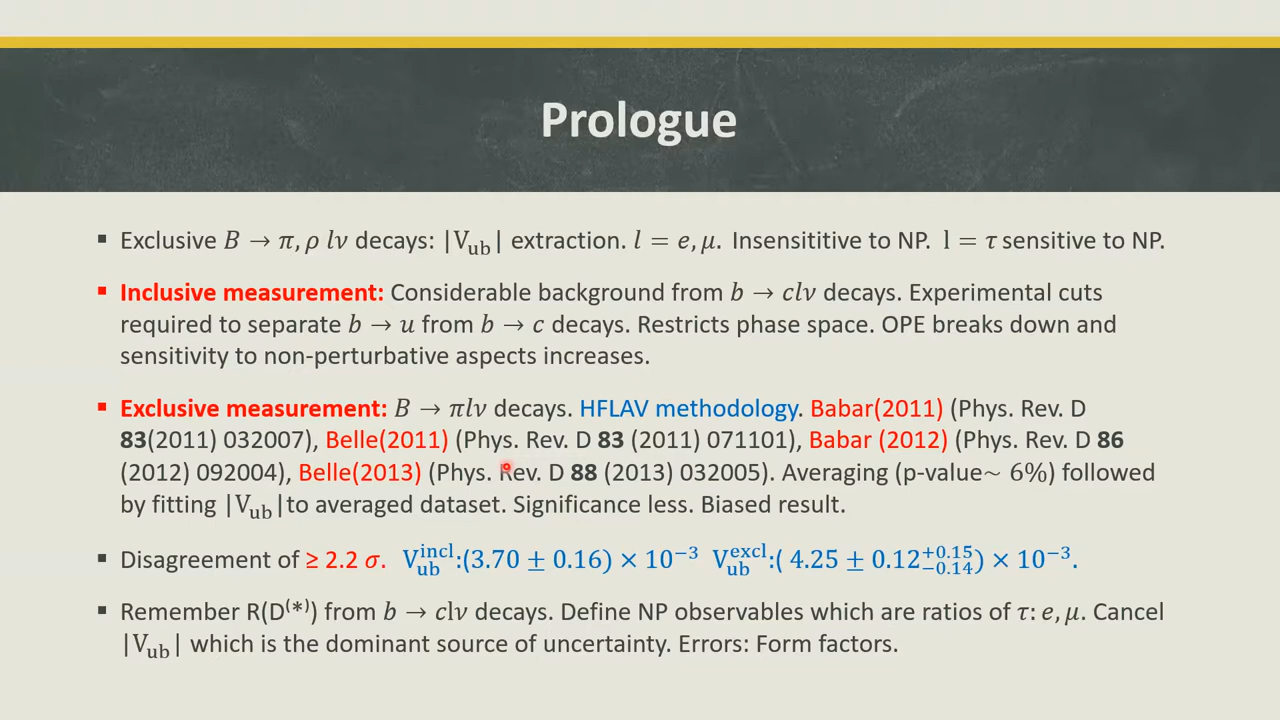 Prologue
▪ Exclusive B → π, ρ lν decays: |V_ub| extraction. l = e, μ. Insensititive to NP. l = τ sensitive to NP.
▪ Inclusive measurement: Considerable background from b → clν decays. Experimental cuts
required to separate b → u from b → c decays. Restricts phase space. OPE breaks down and
sensitivity to non-perturbative aspects increases.
▪ Exclusive measurement: B → πlν decays. HFLAV methodology. Babar(2011) (Phys. Rev. D
83(2011) 032007), Belle(2011) (Phys. Rev. D 83 (2011) 071101), Babar (2012) (Phys. Rev. D 86
(2012) 092004), Belle(2013) (Phys. Rev. D 88 (2013) 032005). Averaging (p-value~ 6%) followed
by fitting |V_ub|to averaged dataset. Significance less. Biased result.
▪ Disagreement of ≥ 2.2 σ. V_ub^incl:(3.70 ± 0.16) × 10^−3 V_ub^excl:( 4.25 ± 0.12^+0.15_−0.14) × 10^−3.
▪ Remember R(D^(*)) from b → clν decays. Define NP observables which are ratios of τ: e, μ. Cancel
|V_ub| which is the dominant source of uncertainty. Errors: Form factors.